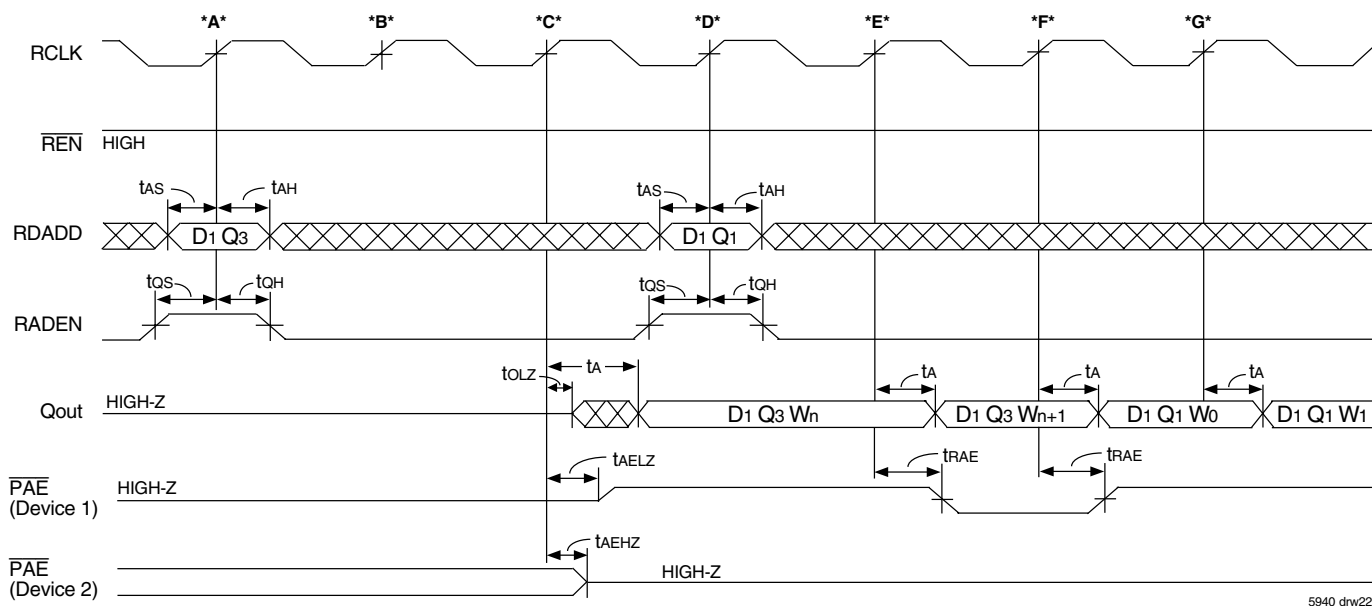 *A* *B* *C* *D* *E* *F* *G*
RCLK
REN HIGH
tAS tAH tAS tAH
RDADD D1 Q3 D1 Q1
tQS tQH tQS tQH
RADEN
tOLZ tA tA tA tA
Qout HIGH-Z D1 Q3 Wn D1 Q3 Wn+1 D1 Q1 W0 D1 Q1 W1
tAELZ tRAE tRAE
PAE HIGH-Z
(Device 1)
tAEHZ
PAE HIGH-Z
(Device 2)
5940 drw22